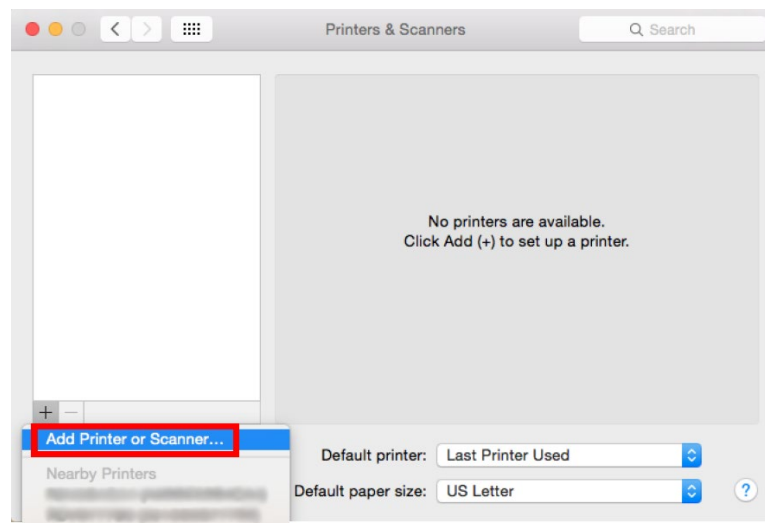 Printers & Scanners
Search
No printers are available.
Click Add (+) to set up a printer.
Add Printer or Scanner...
Nearby Printers
Default printer: Last Printer Used
Default paper size: US Letter
?